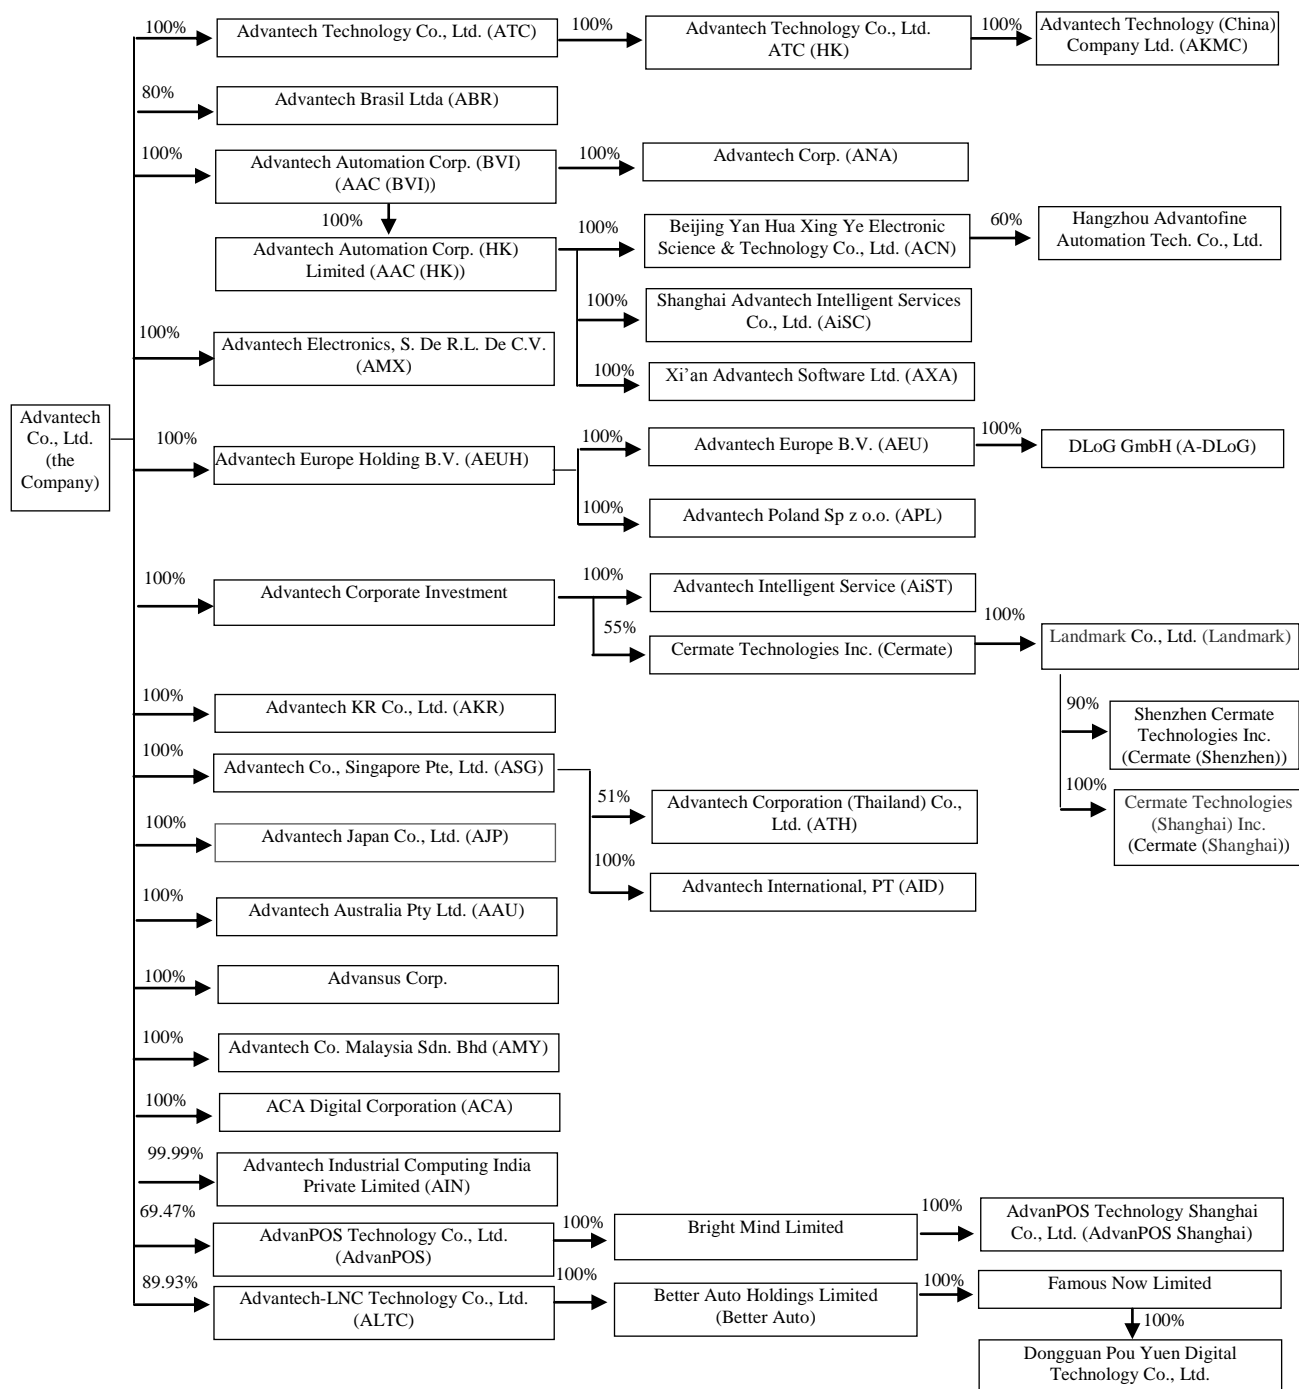 100%
Advantech Technology Co., Ltd. (ATC)
100%
Advantech Technology Co., Ltd.
ATC (HK)
100%
Advantech Technology (China)
Company Ltd. (AKMC)
80%
Advantech Brasil Ltda (ABR)
100%
Advantech Automation Corp. (BVI)
(AAC (BVI))
100%
Advantech Corp. (ANA)
100%
Advantech Automation Corp. (HK)
Limited (AAC (HK))
100%
Beijing Yan Hua Xing Ye Electronic
Science & Technology Co., Ltd. (ACN)
60%
Hangzhou Advantofine
Automation Tech. Co., Ltd.
100%
Shanghai Advantech Intelligent Services
Co., Ltd. (AiSC)
100%
Xi’an Advantech Software Ltd. (AXA)
100%
Advantech Electronics, S. De R.L. De C.V.
(AMX)
Advantech
Co., Ltd.
(the
Company)
100%
Advantech Europe Holding B.V. (AEUH)
100%
Advantech Europe B.V. (AEU)
100%
DLoG GmbH (A-DLoG)
100%
Advantech Poland Sp z o.o. (APL)
100%
Advantech Corporate Investment
100%
Advantech Intelligent Service (AiST)
55%
Cermate Technologies Inc. (Cermate)
100%
Landmark Co., Ltd. (Landmark)
90%
Shenzhen Cermate
Technologies Inc.
(Cermate (Shenzhen))
100%
Cermate Technologies
(Shanghai) Inc.
(Cermate (Shanghai))
100%
Advantech KR Co., Ltd. (AKR)
100%
Advantech Co., Singapore Pte, Ltd. (ASG)
51%
Advantech Corporation (Thailand) Co.,
Ltd. (ATH)
100%
Advantech International, PT (AID)
100%
Advantech Japan Co., Ltd. (AJP)
100%
Advantech Australia Pty Ltd. (AAU)
100%
Advansus Corp.
100%
Advantech Co. Malaysia Sdn. Bhd (AMY)
100%
ACA Digital Corporation (ACA)
99.99%
Advantech Industrial Computing India
Private Limited (AIN)
69.47%
AdvanPOS Technology Co., Ltd.
(AdvanPOS)
100%
Bright Mind Limited
100%
AdvanPOS Technology Shanghai
Co., Ltd. (AdvanPOS Shanghai)
89.93%
Advantech-LNC Technology Co., Ltd.
(ALTC)
100%
Better Auto Holdings Limited
(Better Auto)
100%
Famous Now Limited
100%
Dongguan Pou Yuen Digital
Technology Co., Ltd.